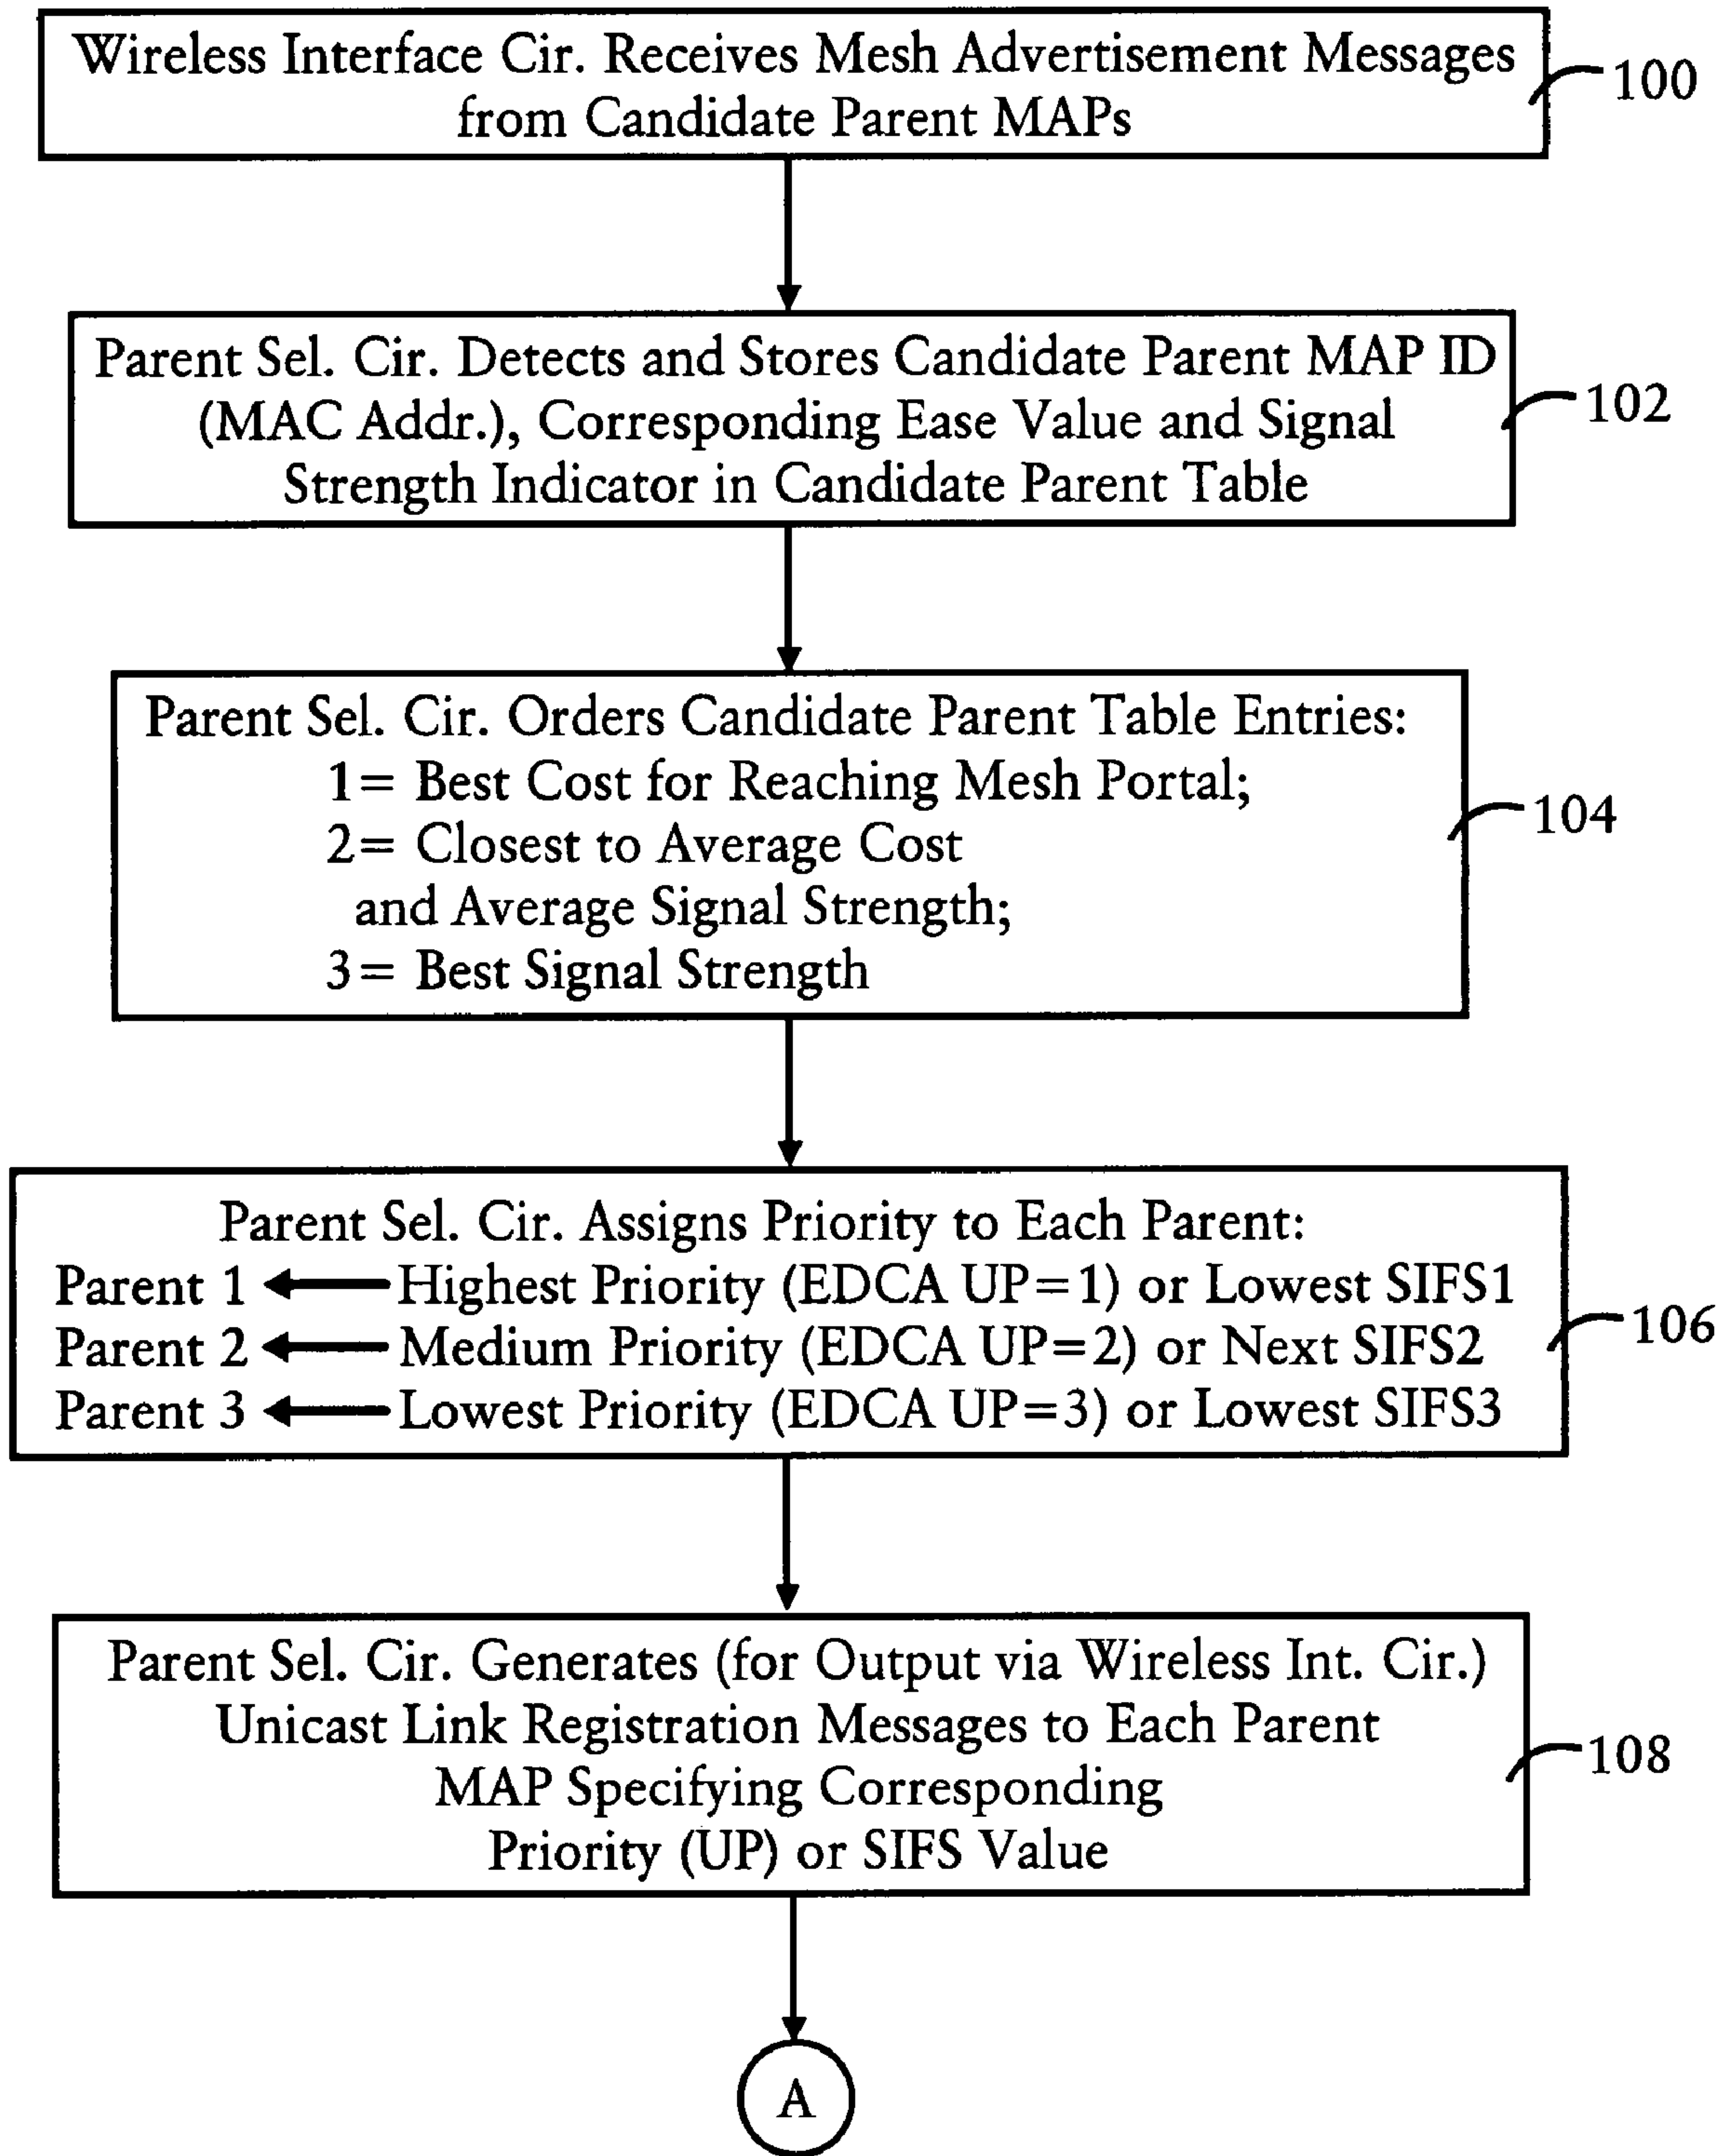 Wireless Interface Cir. Receives Mesh Advertisement Messages
from Candidate Parent MAPs
100
Parent Sel. Cir. Detects and Stores Candidate Parent MAP ID
(MAC Addr.), Corresponding Ease Value and Signal
Strength Indicator in Candidate Parent Table
102
Parent Sel. Cir. Orders Candidate Parent Table Entries:
1= Best Cost for Reaching Mesh Portal;
2= Closest to Average Cost
and Average Signal Strength;
3= Best Signal Strength
104
Parent Sel. Cir. Assigns Priority to Each Parent:
Parent 1 ← Highest Priority (EDCA UP=1) or Lowest SIFS1
Parent 2 ← Medium Priority (EDCA UP=2) or Next SIFS2
Parent 3 ← Lowest Priority (EDCA UP=3) or Lowest SIFS3
106
Parent Sel. Cir. Generates (for Output via Wireless Int. Cir.)
Unicast Link Registration Messages to Each Parent
MAP Specifying Corresponding
Priority (UP) or SIFS Value
108
A